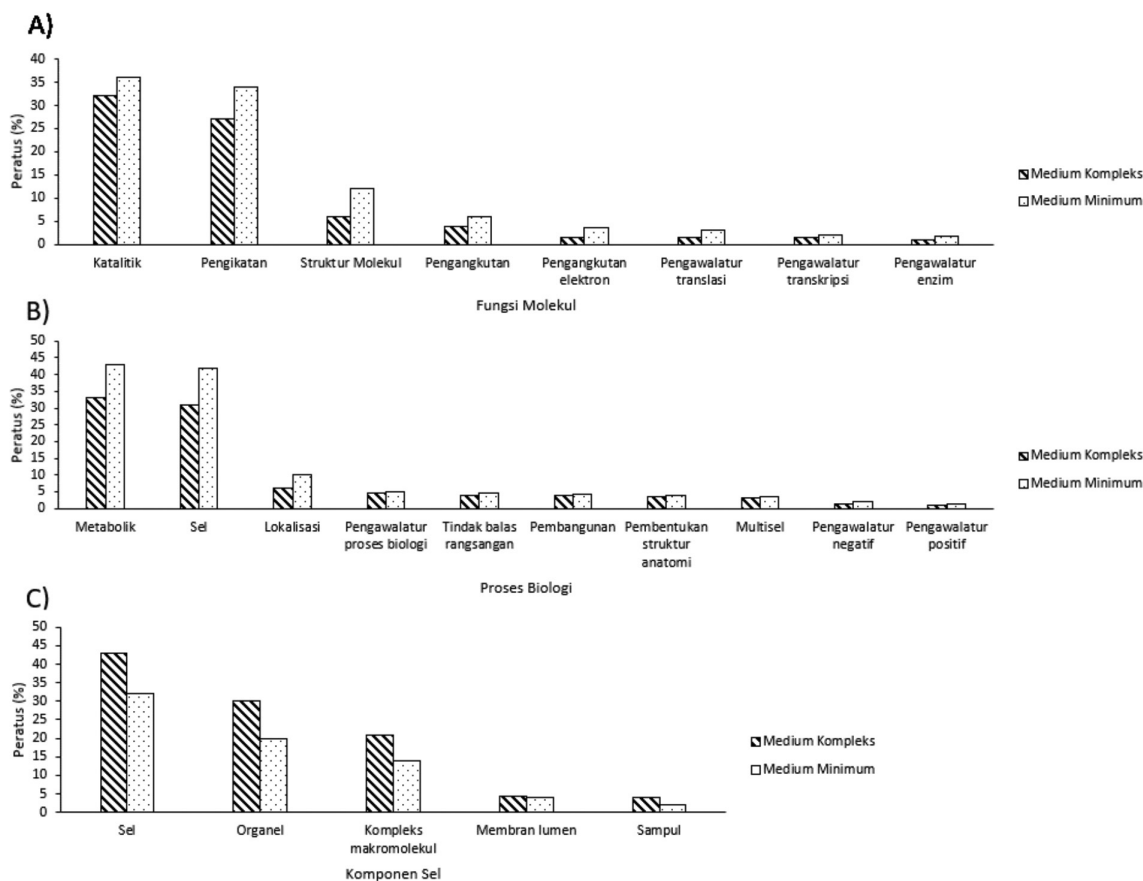 A)
Peratus (%)
40
35
30
25
20
15
10
5
0
Katalitik
Pengikatan
Struktur Molekul
Pengangkutan
Pengangkutan
elektron
Pengawalatur
translasi
Pengawalatur
transkripsi
Pengawalatur
enzim
Fungsi Molekul
Medium Kompleks
Medium Minimum
B)
Peratus (%)
50
45
40
35
30
25
20
15
10
5
0
Metabolik
Sel
Lokalisasi
Pengawalatur
proses biologi
Tindak balas
rangsangan
Pembangunan
Pembentukan
struktur
anatomi
Multisel
Pengawalatur
negatif
Pengawalatur
positif
Proses Biologi
Medium Kompleks
Medium Minimum
C)
Peratus (%)
50
45
40
35
30
25
20
15
10
5
0
Sel
Organel
Kompleks
makromolekul
Membran lumen
Sampul
Komponen Sel
Medium Kompleks
Medium Minimum